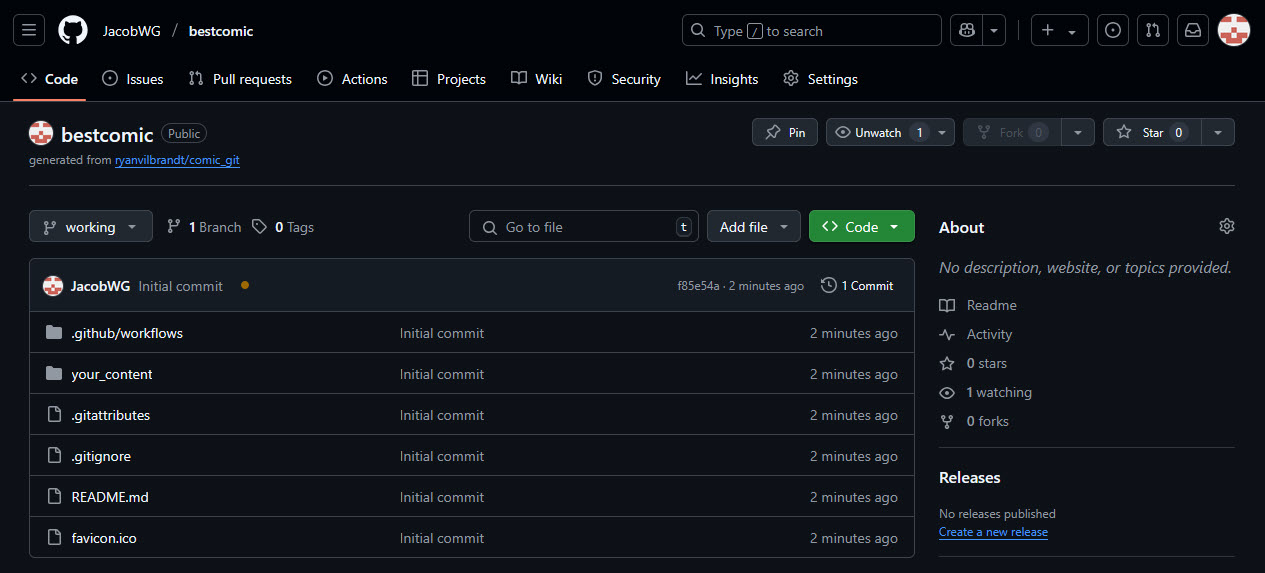 JacobWG / bestcomic
Type / to search
Code Issues Pull requests Actions Projects Wiki Security Insights Settings
bestcomic Public
Pin Unwatch 1 Fork 0 Star 0
generated from ryanvilbrandt/comic_git
working 1 Branch 0 Tags Go to file t Add file Code
About
No description, website, or topics provided.
JacobWG Initial commit f85e54a · 2 minutes ago 1 Commit
.github/workflows Initial commit 2 minutes ago
your_content Initial commit 2 minutes ago
.gitattributes Initial commit 2 minutes ago
.gitignore Initial commit 2 minutes ago
README.md Initial commit 2 minutes ago
favicon.ico Initial commit 2 minutes ago
Readme
Activity
0 stars
1 watching
0 forks
Releases
No releases published
Create a new release